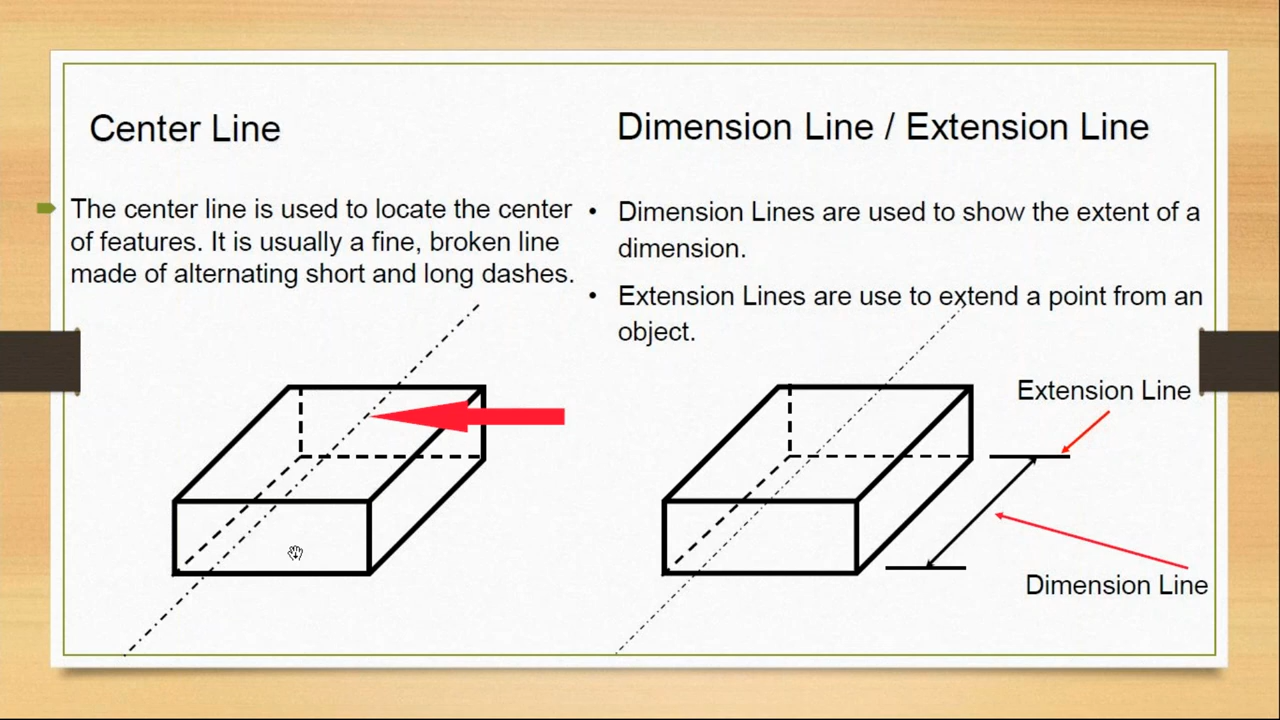 Center Line
The center line is used to locate the center
of features. It is usually a fine, broken line
made of alternating short and long dashes.
Dimension Line / Extension Line
• Dimension Lines are used to show the extent of a
dimension.
• Extension Lines are use to extend a point from an
object.
Extension Line
Dimension Line